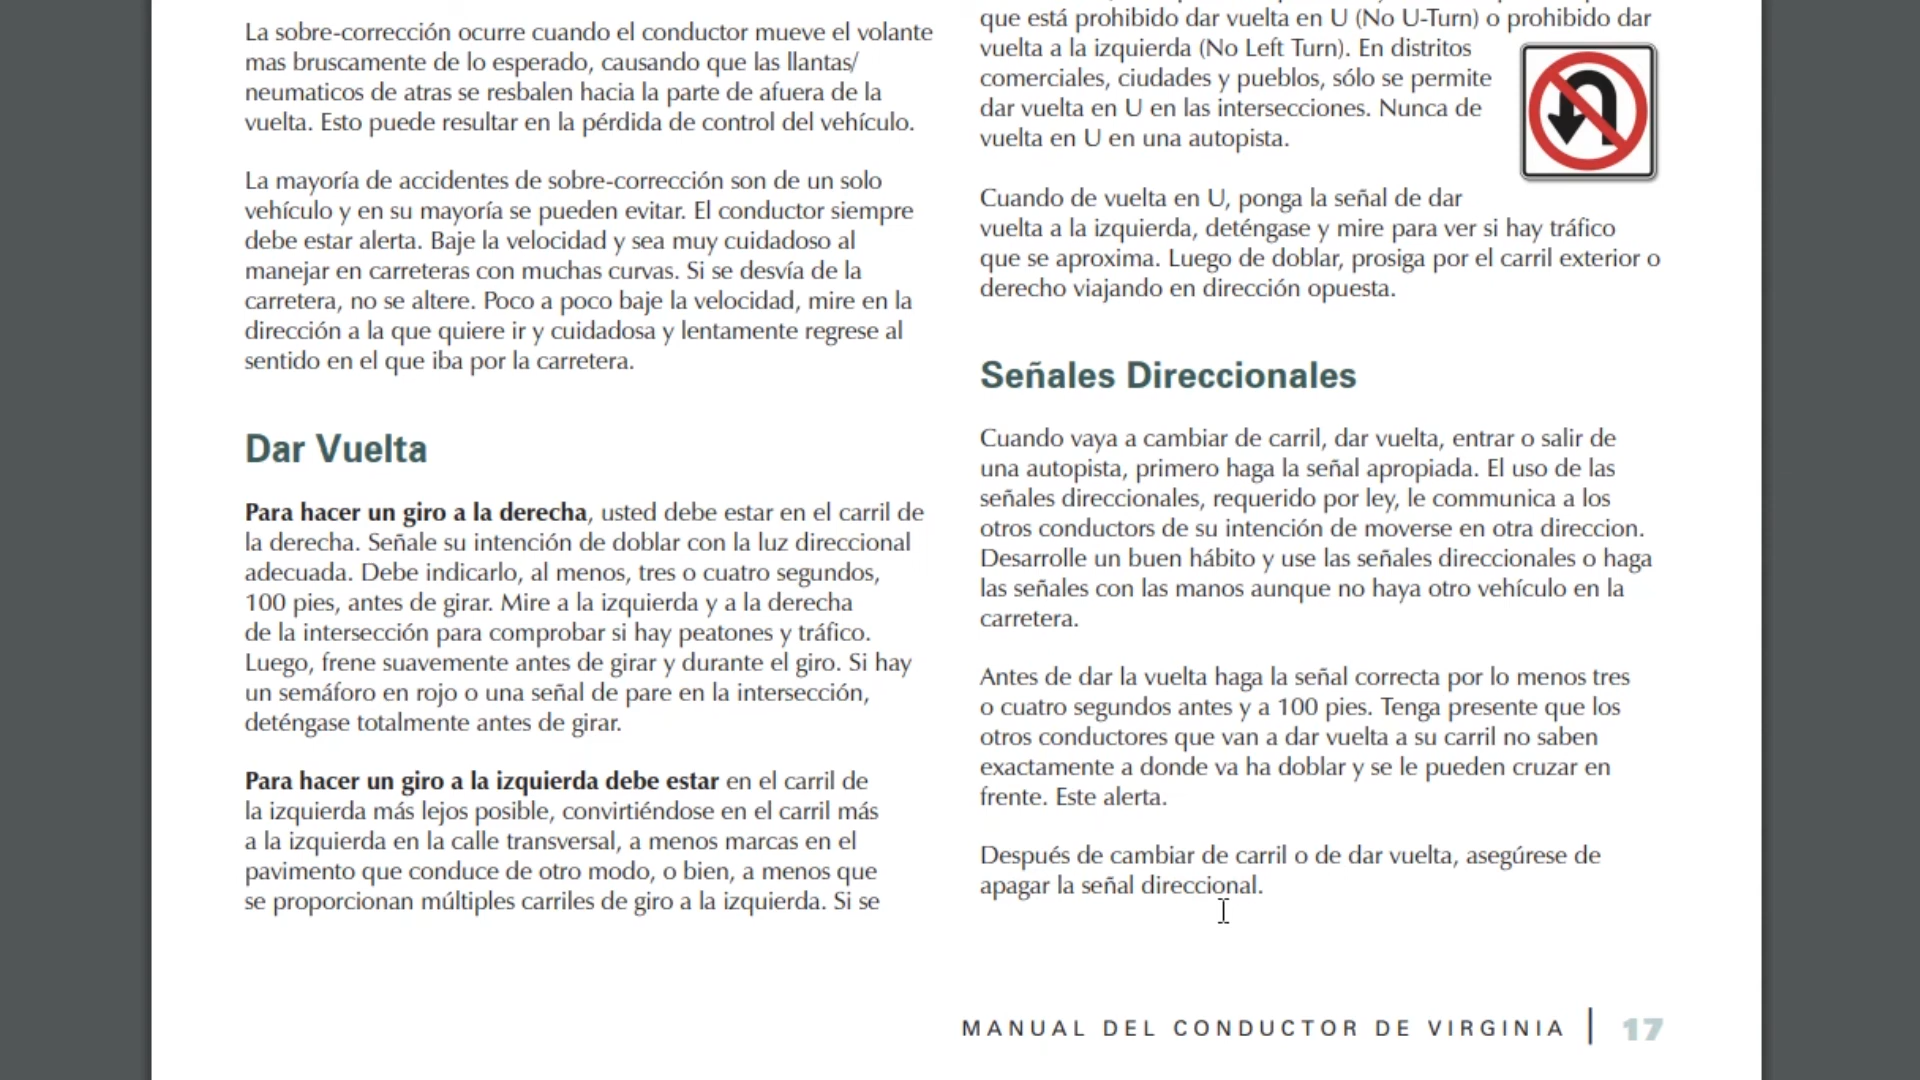 La sobre-corrección ocurre cuando el conductor mueve el volante
mas bruscamente de lo esperado, causando que las llantas/
neumaticos de atras se resbalen hacia la parte de afuera de la
vuelta. Esto puede resultar en la pérdida de control del vehículo.
La mayoría de accidentes de sobre-corrección son de un solo
vehículo y en su mayoría se pueden evitar. El conductor siempre
debe estar alerta. Baje la velocidad y sea muy cuidadoso al
manejar en carreteras con muchas curvas. Si se desvía de la
carretera, no se altere. Poco a poco baje la velocidad, mire en la
dirección a la que quiere ir y cuidadosa y lentamente regrese al
sentido en el que iba por la carretera.
Dar Vuelta
Para hacer un giro a la derecha, usted debe estar en el carril de
la derecha. Señale su intención de doblar con la luz direccional
adecuada. Debe indicarlo, al menos, tres o cuatro segundos,
100 pies, antes de girar. Mire a la izquierda y a la derecha
de la intersección para comprobar si hay peatones y tráfico.
Luego, frene suavemente antes de girar y durante el giro. Si hay
un semáforo en rojo o una señal de pare en la intersección,
deténgase totalmente antes de girar.
Para hacer un giro a la izquierda debe estar en el carril de
la izquierda más lejos posible, convirtiéndose en el carril más
a la izquierda en la calle transversal, a menos marcas en el
pavimento que conduce de otro modo, o bien, a menos que
se proporcionan múltiples carriles de giro a la izquierda. Si se
que está prohibido dar vuelta en U (No U-Turn) o prohibido dar
vuelta a la izquierda (No Left Turn). En distritos
comerciales, ciudades y pueblos, sólo se permite
dar vuelta en U en las intersecciones. Nunca de
vuelta en U en una autopista.
Cuando de vuelta en U, ponga la señal de dar
vuelta a la izquierda, deténgase y mire para ver si hay tráfico
que se aproxima. Luego de doblar, prosiga por el carril exterior o
derecho viajando en dirección opuesta.
Señales Direccionales
Cuando vaya a cambiar de carril, dar vuelta, entrar o salir de
una autopista, primero haga la señal apropiada. El uso de las
señales direccionales, requerido por ley, le communica a los
otros conductors de su intención de moverse en otra direccion.
Desarrolle un buen hábito y use las señales direccionales o haga
las señales con las manos aunque no haya otro vehículo en la
carretera.
Antes de dar la vuelta haga la señal correcta por lo menos tres
o cuatro segundos antes y a 100 pies. Tenga presente que los
otros conductores que van a dar vuelta a su carril no saben
exactamente a donde va ha doblar y se le pueden cruzar en
frente. Este alerta.
Después de cambiar de carril o de dar vuelta, asegúrese de
apagar la señal direccional.
MANUAL DEL CONDUCTOR DE VIRGINIA | 17